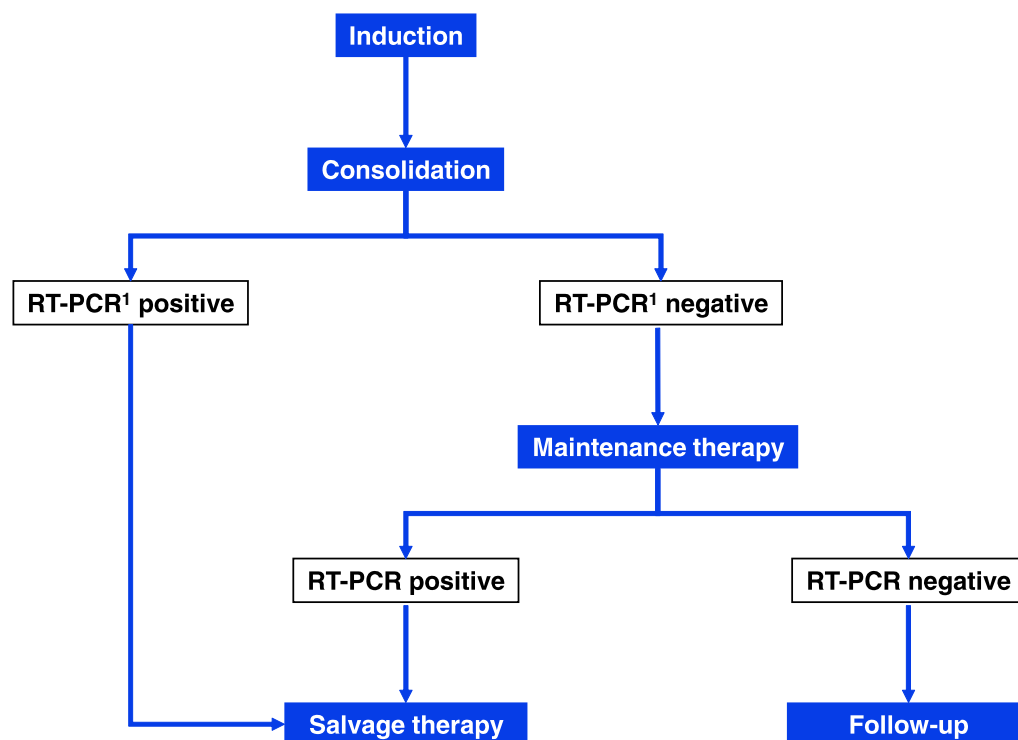 Induction
Consolidation
RT-PCR¹ positive
RT-PCR¹ negative
Maintenance therapy
RT-PCR positive
RT-PCR negative
Salvage therapy
Follow-up